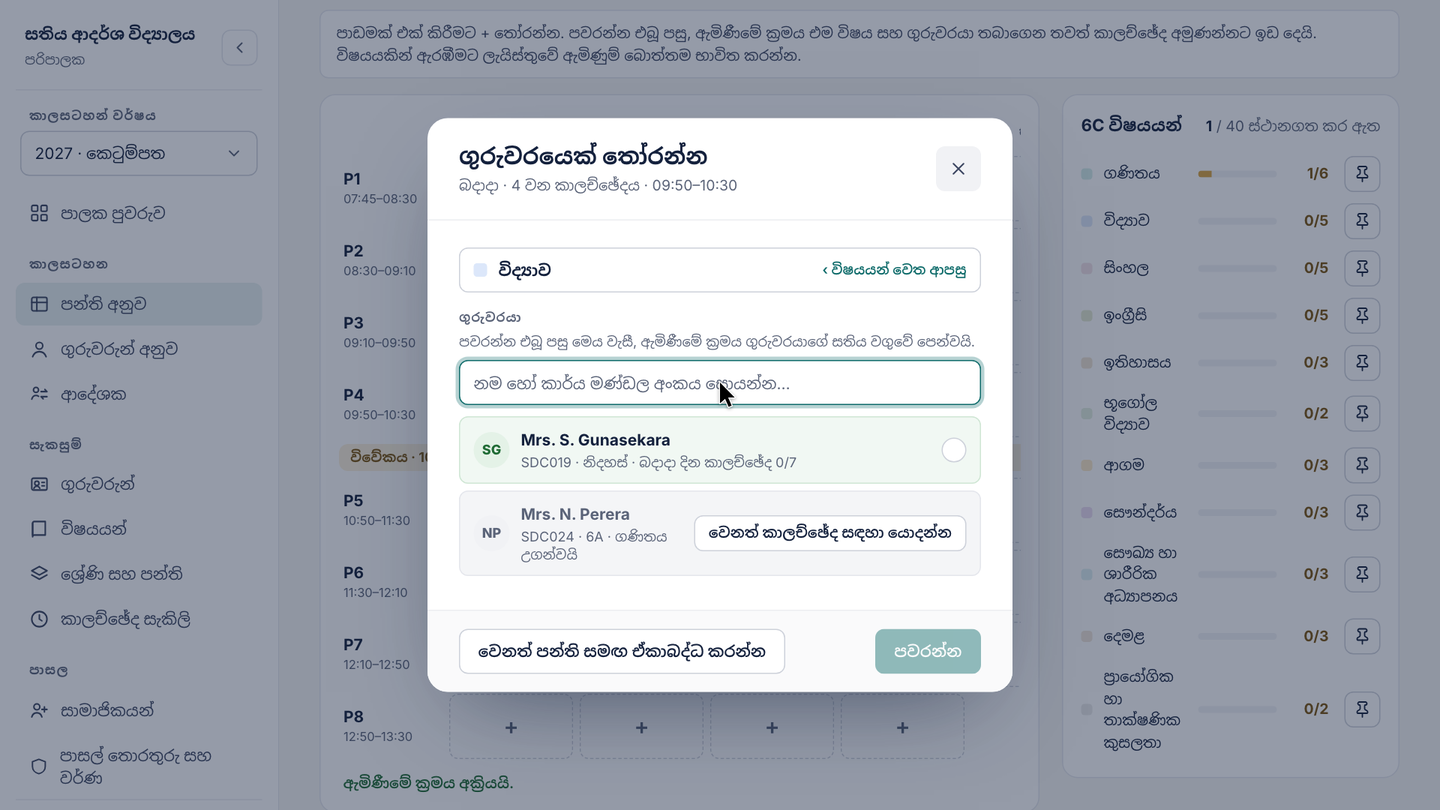 සතිය ආදර්ශ විද්‍යාලය
පරිපාලක
කාලසටහන් වර්ෂය
2027 · කෙටුම්පත
පාලක පුවරුව
කාලසටහන
පන්ති අනුව
ගුරුවරුන් අනුව
ආදේශක
සැකසුම්
ගුරුවරුන්
විෂයයන්
ශ්‍රේණි සහ පන්ති
කාලච්ඡේද සැකිලි
පාසල
සාමාජිකයන්
පාසල් තොරතුරු සහ
වර්ණ
පාඩමක් එක් කිරීමට + තෝරන්න. පවරන්න එබූ පසු, ඇමිණීමේ ක්‍රමය එම විෂය සහ ගුරුවරයා තබාගෙන තවත් කාලච්ඡේද අමුණන්නට ඉඩ දෙයි.
විෂයයකින් ආරඹීමට ලැයිස්තුවේ ඇමිණුම් බොත්තම භාවිත කරන්න.
P1
07:45–08:30
P2
08:30–09:10
P3
09:10–09:50
P4
09:50–10:30
විවේකය · 10
P5
10:50–11:30
P6
11:30–12:10
P7
12:10–12:50
P8
12:50–13:30
+ + + +
ඇමිණීමේ ක්‍රමය අක්‍රියයි.
ගුරුවරයෙක් තෝරන්න
බදාදා · 4 වන කාලච්ඡේදය · 09:50–10:30
විද්‍යාව
‹ විෂයයන් වෙත ආපසු
ගුරුවරයා
පවරන්න එබූ පසු මෙය වැසී, ඇමිණීමේ ක්‍රමය ගුරුවරයාගේ සතිය වගුවේ පෙන්වයි.
නම හෝ කාර්ය මණ්ඩල අංකය සොයන්න...
SG
Mrs. S. Gunasekara
SDC019 · නිදහස් · බදාදා දින කාලච්ඡේද 0/7
NP
Mrs. N. Perera
SDC024 · 6A · ගණිතය
උගන්වයි
වෙනත් කාලච්ඡේද සඳහා යොදන්න
වෙනත් පන්ති සමඟ ඒකාබද්ධ කරන්න
පවරන්න
6C විෂයයන්
1 / 40 ස්ථානගත කර ඇත
ගණිතය 1/6
විද්‍යාව 0/5
සිංහල 0/5
ඉංග්‍රීසි 0/5
ඉතිහාසය 0/3
භූගෝල
විද්‍යාව 0/2
ආගම 0/3
සෞන්දර්ය 0/3
සෞඛ්‍ය හා
ශාරීරික 0/3
අධ්‍යාපනය
දෙමළ 0/3
ප්‍රායෝගික
හා 0/2
තාක්ෂණික
කුසලතා